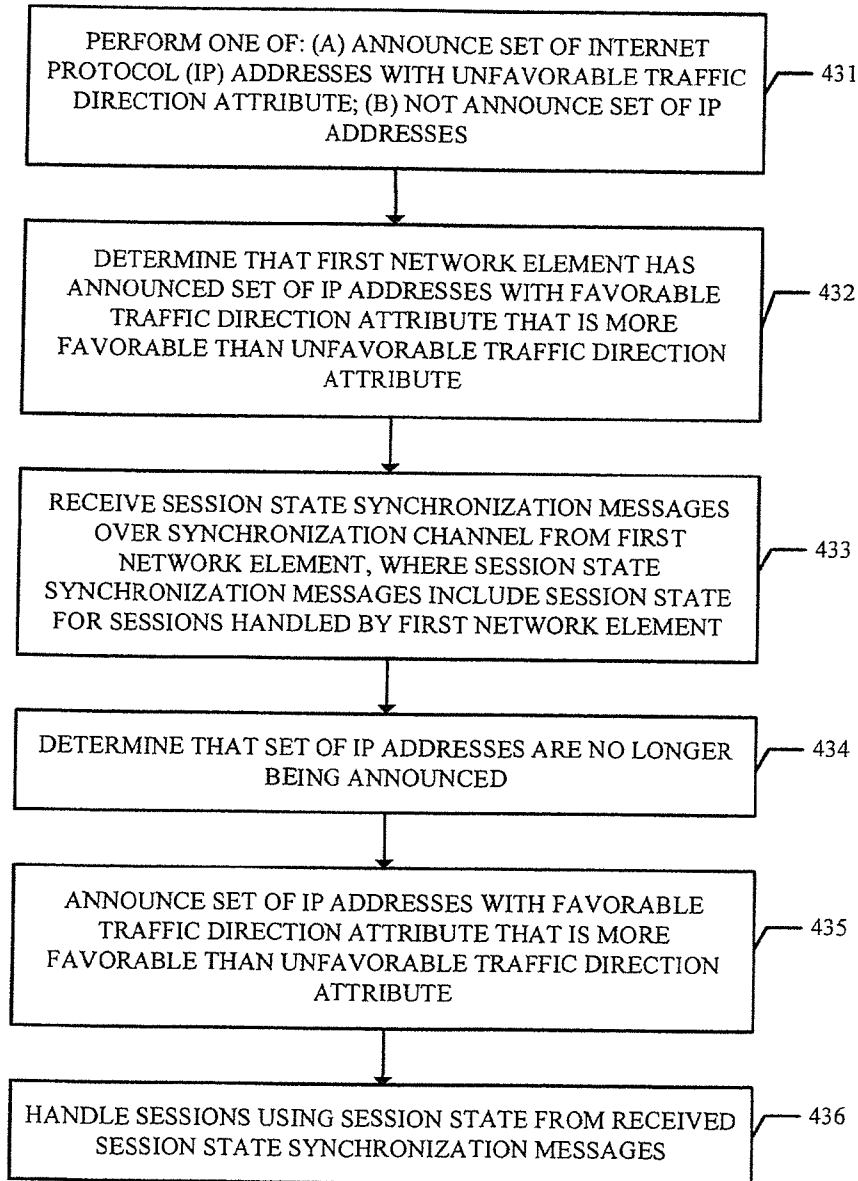 PERFORM ONE OF: (A) ANNOUNCE SET OF INTERNET
PROTOCOL (IP) ADDRESSES WITH UNFAVORABLE TRAFFIC
DIRECTION ATTRIBUTE; (B) NOT ANNOUNCE SET OF IP
ADDRESSES
431
DETERMINE THAT FIRST NETWORK ELEMENT HAS
ANNOUNCED SET OF IP ADDRESSES WITH FAVORABLE
TRAFFIC DIRECTION ATTRIBUTE THAT IS MORE
FAVORABLE THAN UNFAVORABLE TRAFFIC DIRECTION
ATTRIBUTE
432
RECEIVE SESSION STATE SYNCHRONIZATION MESSAGES
OVER SYNCHRONIZATION CHANNEL FROM FIRST
NETWORK ELEMENT, WHERE SESSION STATE
SYNCHRONIZATION MESSAGES INCLUDE SESSION STATE
FOR SESSIONS HANDLED BY FIRST NETWORK ELEMENT
433
DETERMINE THAT SET OF IP ADDRESSES ARE NO LONGER
BEING ANNOUNCED
434
ANNOUNCE SET OF IP ADDRESSES WITH FAVORABLE
TRAFFIC DIRECTION ATTRIBUTE THAT IS MORE
FAVORABLE THAN UNFAVORABLE TRAFFIC DIRECTION
ATTRIBUTE
435
HANDLE SESSIONS USING SESSION STATE FROM RECEIVED
SESSION STATE SYNCHRONIZATION MESSAGES
436